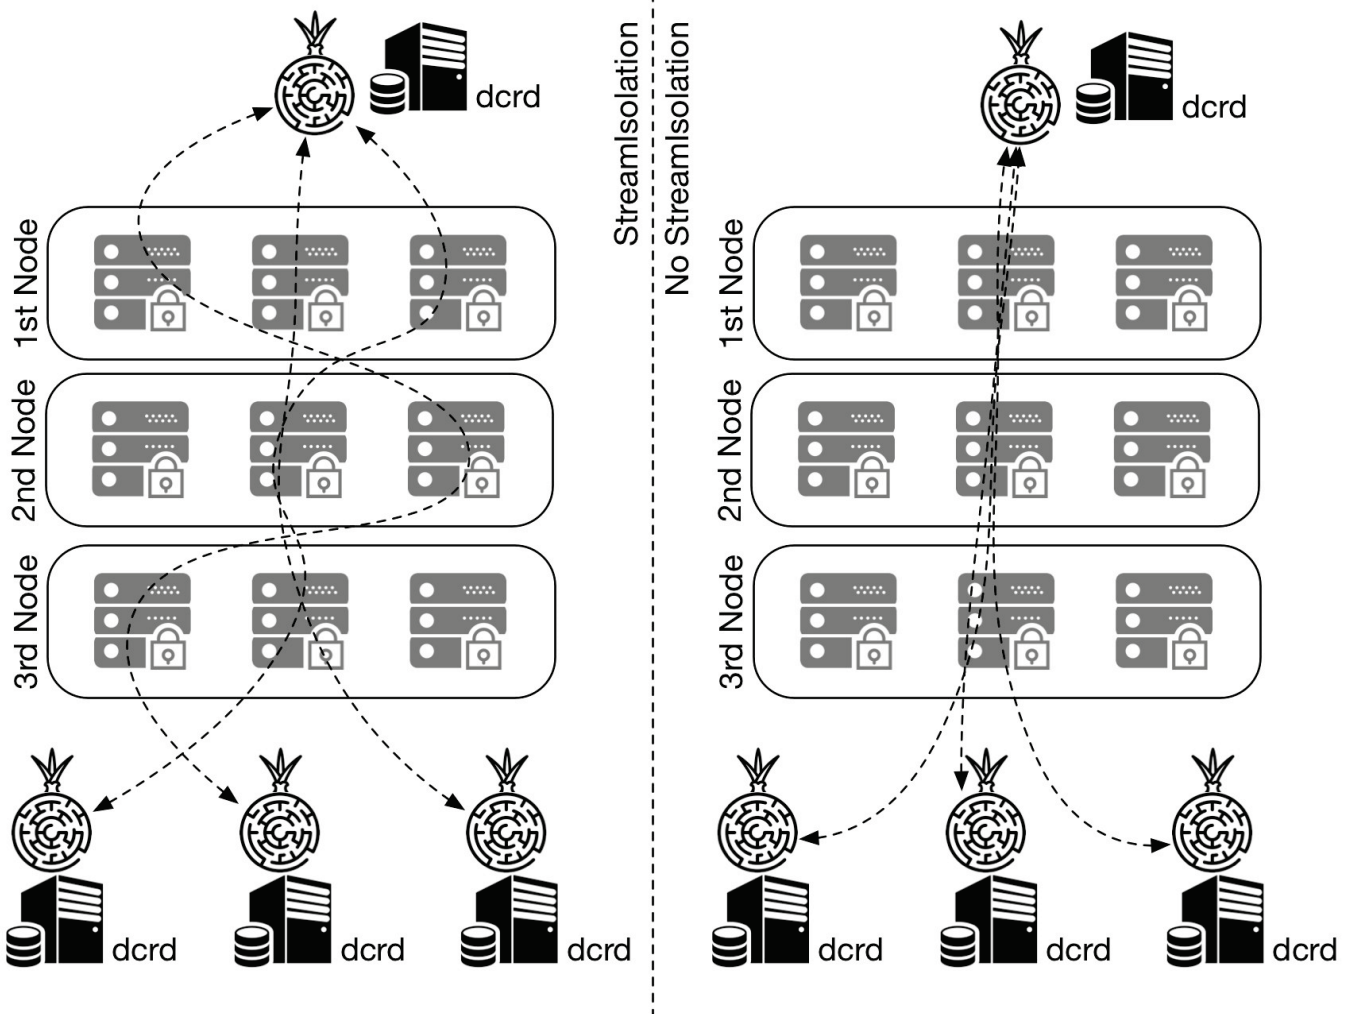 dcrd
StreamIsolation
No StreamIsolation
dcrd
1st Node
2nd Node
3rd Node
1st Node
2nd Node
3rd Node
dcrd
dcrd
dcrd
dcrd
dcrd
dcrd